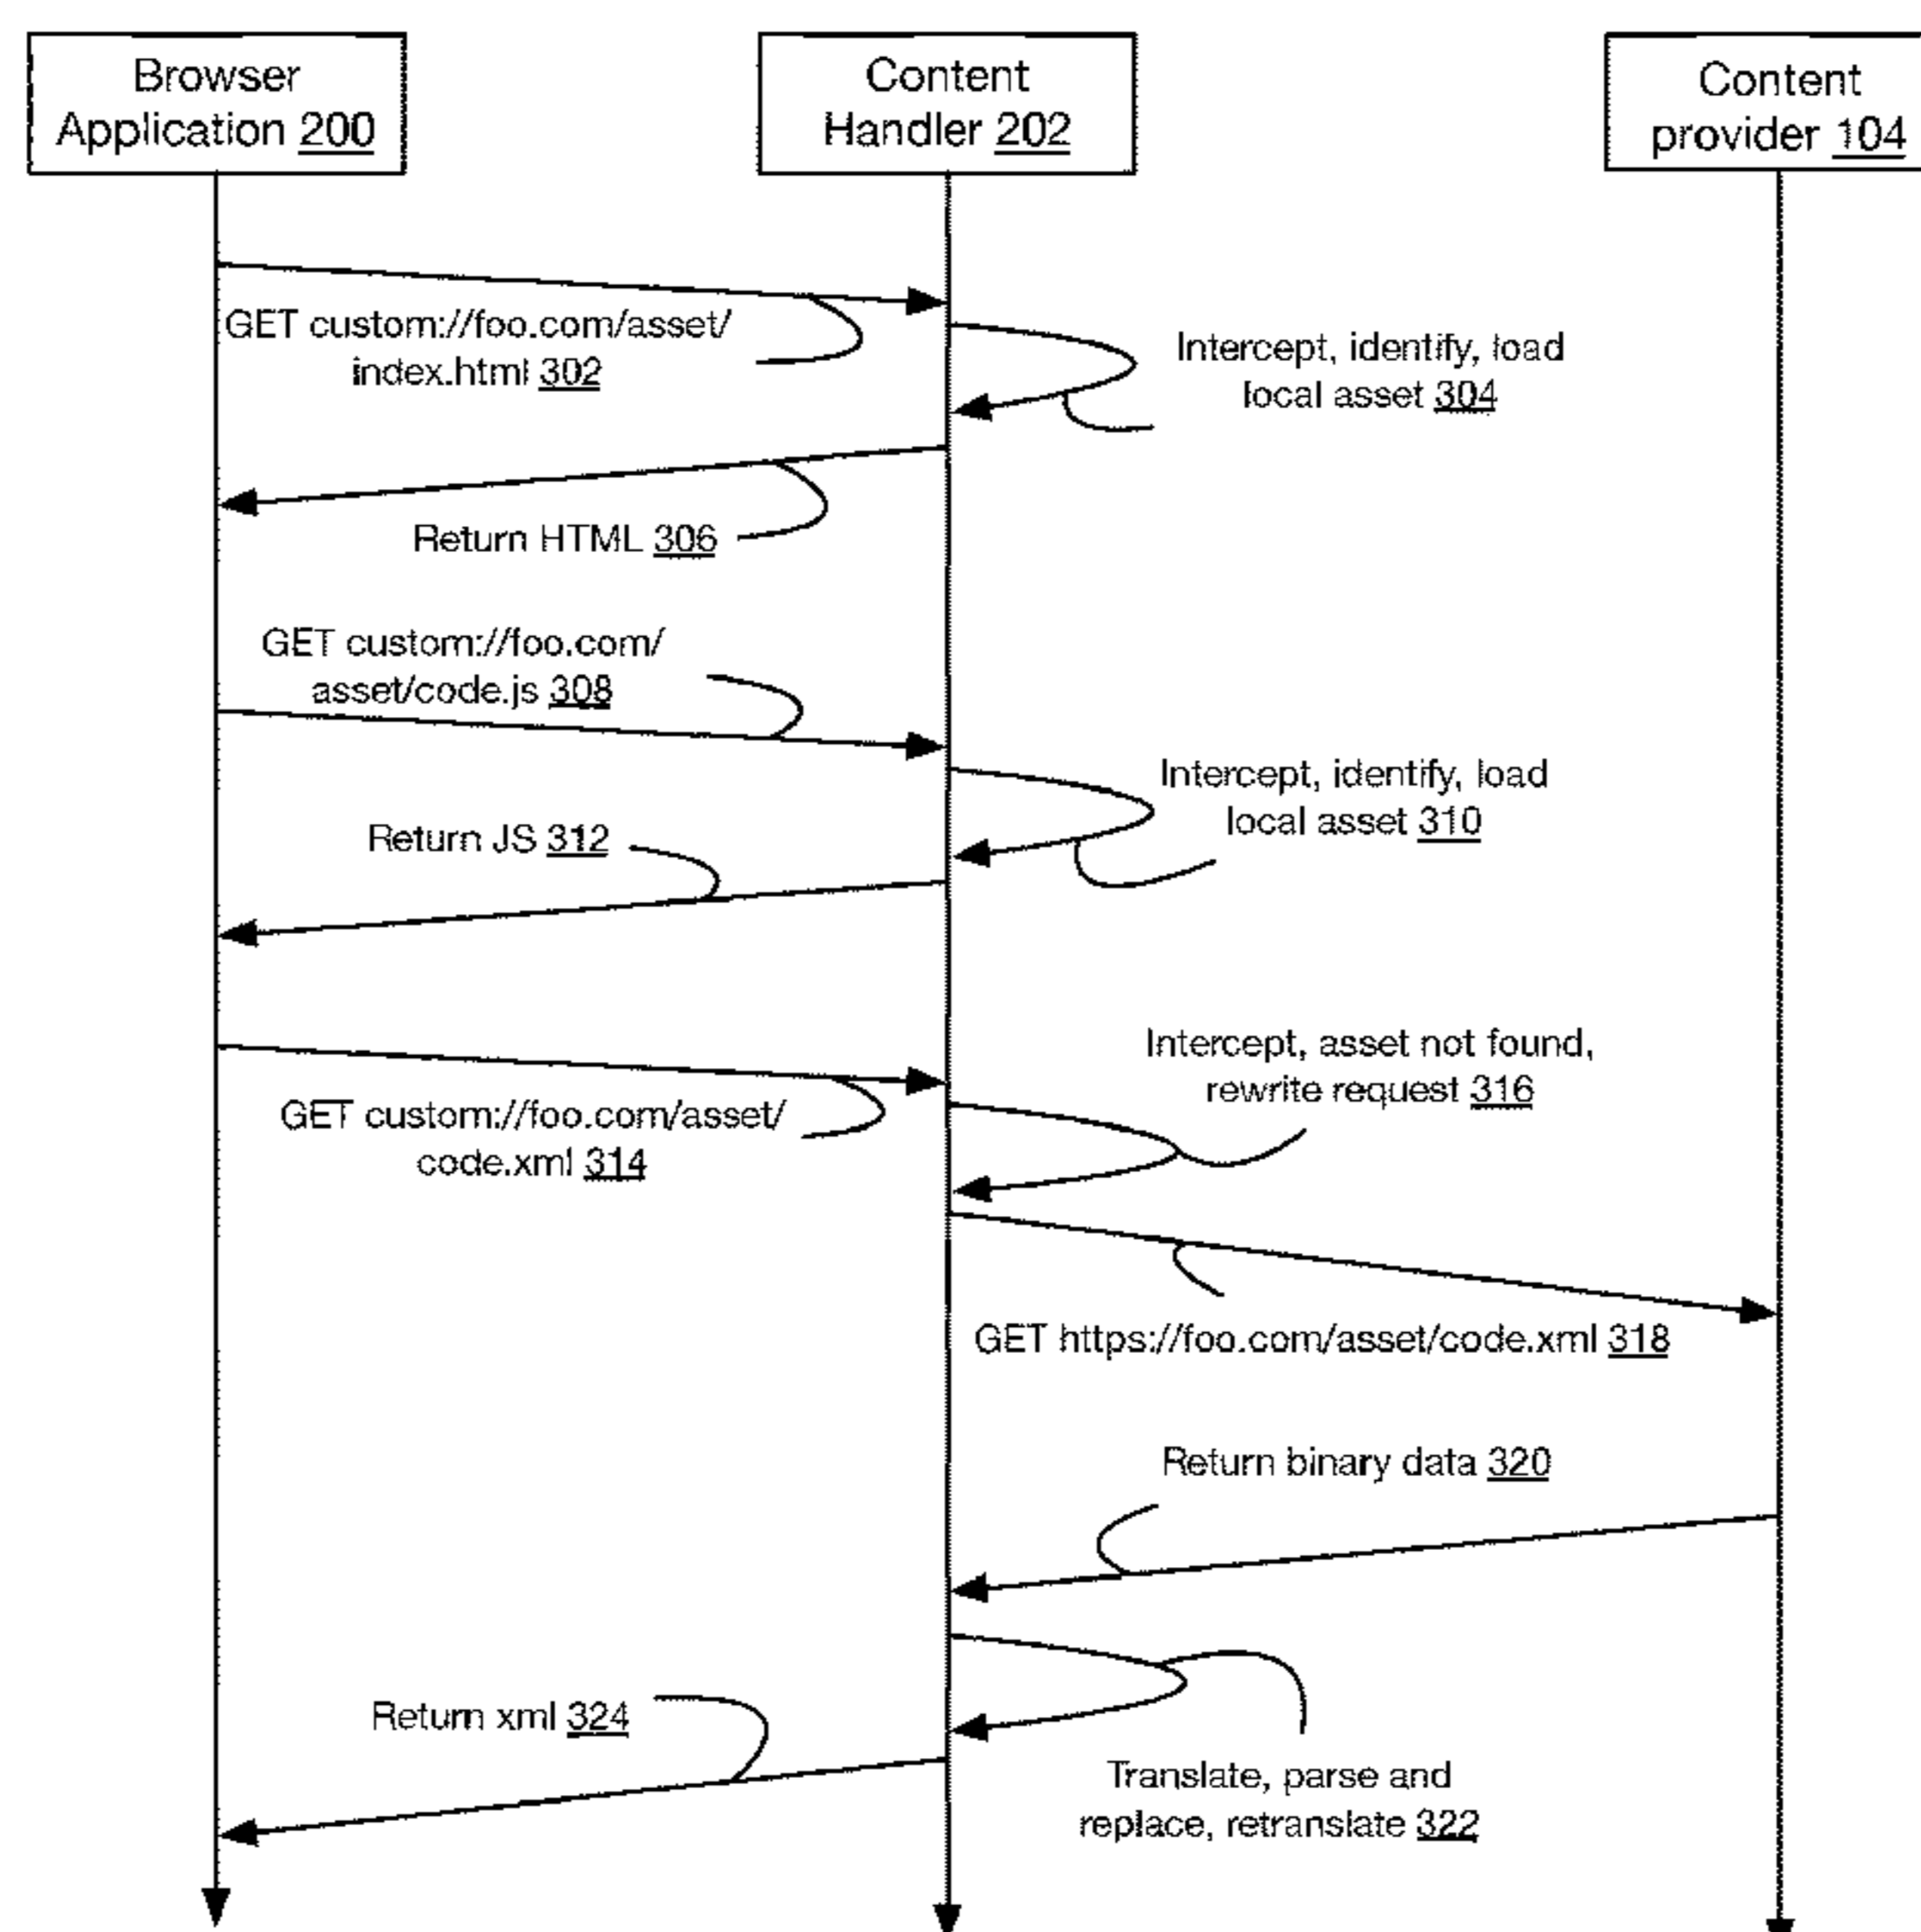 Browser
Application 200
Content
Handler 202
Content
provider 104
GET custom://foo.com/asset/
index.html 302
Intercept, identify, load
local asset 304
Return HTML 306
GET custom://foo.com/
asset/code.js 308
Intercept, identify, load
local asset 310
Return JS 312
Intercept, asset not found,
rewrite request 316
GET custom://foo.com/asset/
code.xml 314
GET https://foo.com/asset/code.xml 318
Return binary data 320
Return xml 324
Translate, parse and
replace, retranslate 322